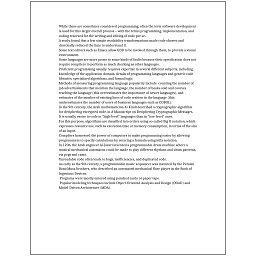 While these are sometimes considered programming, often the term software development
is used for this larger overall process – with the terms programming, implementation, and
coding reserved for the writing and editing of code per se.
A study found that a few simple readability transformations made code shorter and
drastically reduced the time to understand it.
Some text editors such as Emacs allow GDB to be invoked through them, to provide a visual
environment.
Some languages are more prone to some kinds of faults because their specification does not
require compilers to perform as much checking as other languages.
Proficient programming usually requires expertise in several different subjects, including
knowledge of the application domain, details of programming languages and generic code
libraries, specialized algorithms, and formal logic.
Methods of measuring programming language popularity include: counting the number of
job advertisements that mention the language, the number of books sold and courses
teaching the language (this overestimates the importance of newer languages), and
estimates of the number of existing lines of code written in the language (this
underestimates the number of users of business languages such as COBOL).
In the 9th century, the Arab mathematician Al-Kindi described a cryptographic algorithm
for deciphering encrypted code, in A Manuscript on Deciphering Cryptographic Messages.
It is usually easier to code in "high-level" languages than in "low-level" ones.
For this purpose, algorithms are classified into orders using so-called Big O notation, which
expresses resource use, such as execution time or memory consumption, in terms of the size
of an input.
Compilers harnessed the power of computers to make programming easier by allowing
programmers to specify calculations by entering a formula using infix notation.
In 1206, the Arab engineer Al-Jazari invented a programmable drum machine where a
musical mechanical automaton could be made to play different rhythms and drum patterns,
via pegs and cams.
Unreadable code often leads to bugs, inefficiencies, and duplicated code.
As early as the 9th century, a programmable music sequencer was invented by the Persian
Banu Musa brothers, who described an automated mechanical flute player in the Book of
Ingenious Devices.
Programs were mostly entered using punched cards or paper tape.
Popular modeling techniques include Object-Oriented Analysis and Design (OOAD) and
Model-Driven Architecture (MDA).